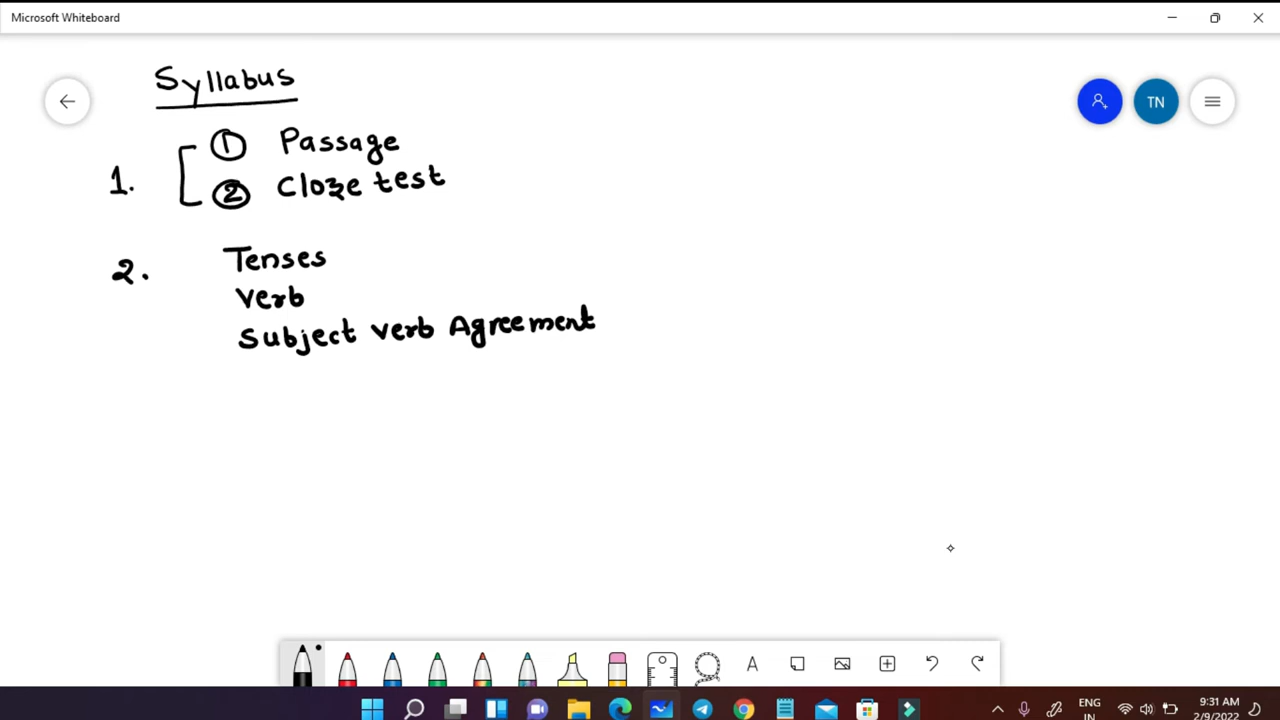 Microsoft Whiteboard
Syllabus
TN
1.
① Passage
② Cloze test
2.
Tenses
Verb
Subject verb Agreement
A
ENG
IN
9:31 AM
2/9/2022